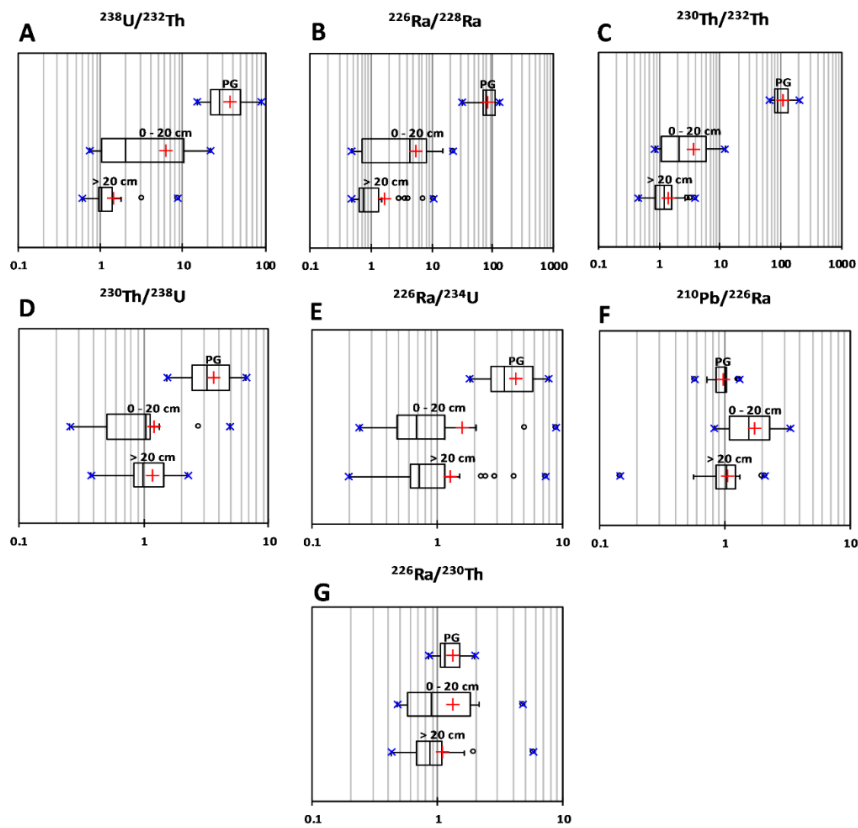 A ²³⁸U/²³²Th
PG
0 - 20 cm
> 20 cm
0.1 1 10 100
B ²²⁶Ra/²²⁸Ra
PG
0 - 20 cm
> 20 cm
0.1 1 10 100 1000
C ²³⁰Th/²³²Th
PG
0 - 20 cm
> 20 cm
0.1 1 10 100 1000
D ²³⁰Th/²³⁸U
PG
0 - 20 cm
> 20 cm
0.1 1 10
E ²²⁶Ra/²³⁴U
PG
0 - 20 cm
> 20 cm
0.1 1 10
F ²¹⁰Pb/²²⁶Ra
PG
0 - 20 cm
> 20 cm
0.1 1 10
G ²²⁶Ra/²³⁰Th
PG
0 - 20 cm
> 20 cm
0.1 1 10